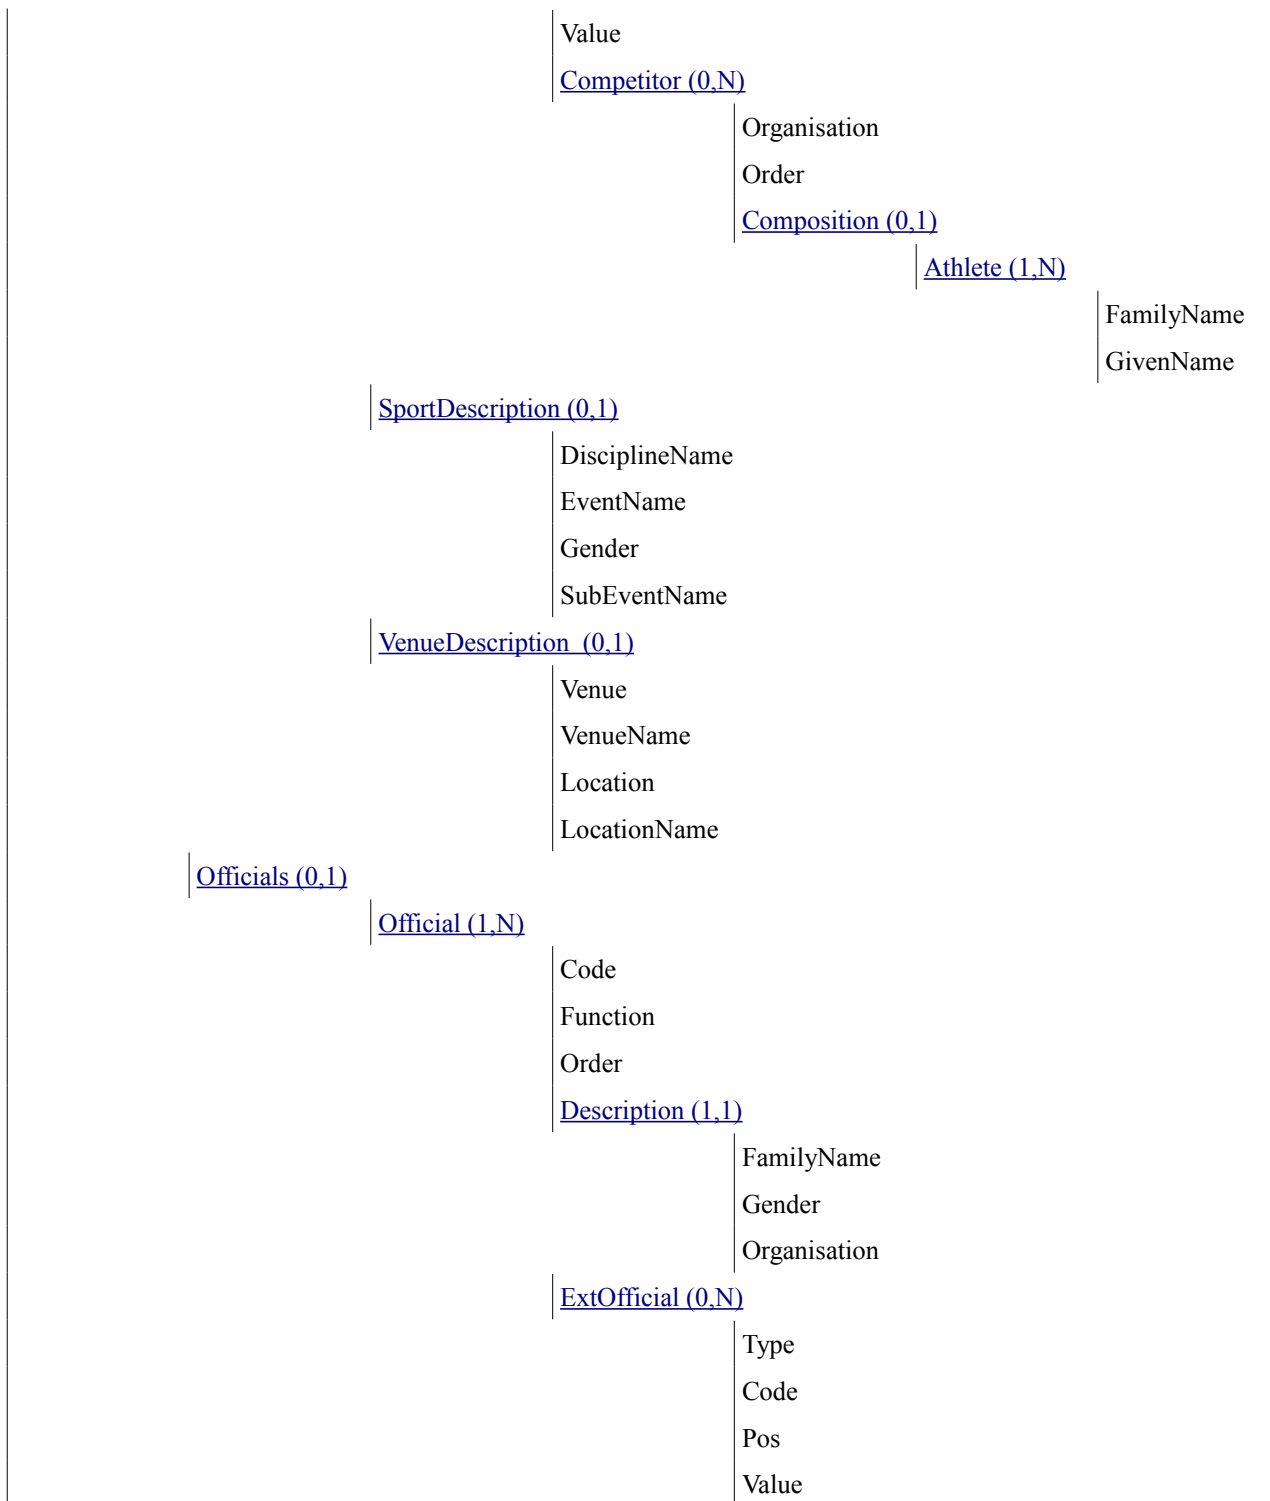 Value
Competitor (0,N)
Organisation
Order
Composition (0,1)
Athlete (1,N)
FamilyName
GivenName
SportDescription (0,1)
DisciplineName
EventName
Gender
SubEventName
VenueDescription  (0,1)
Venue
VenueName
Location
LocationName
Officials (0,1)
Official (1,N)
Code
Function
Order
Description (1,1)
FamilyName
Gender
Organisation
ExtOfficial (0,N)
Type
Code
Pos
Value